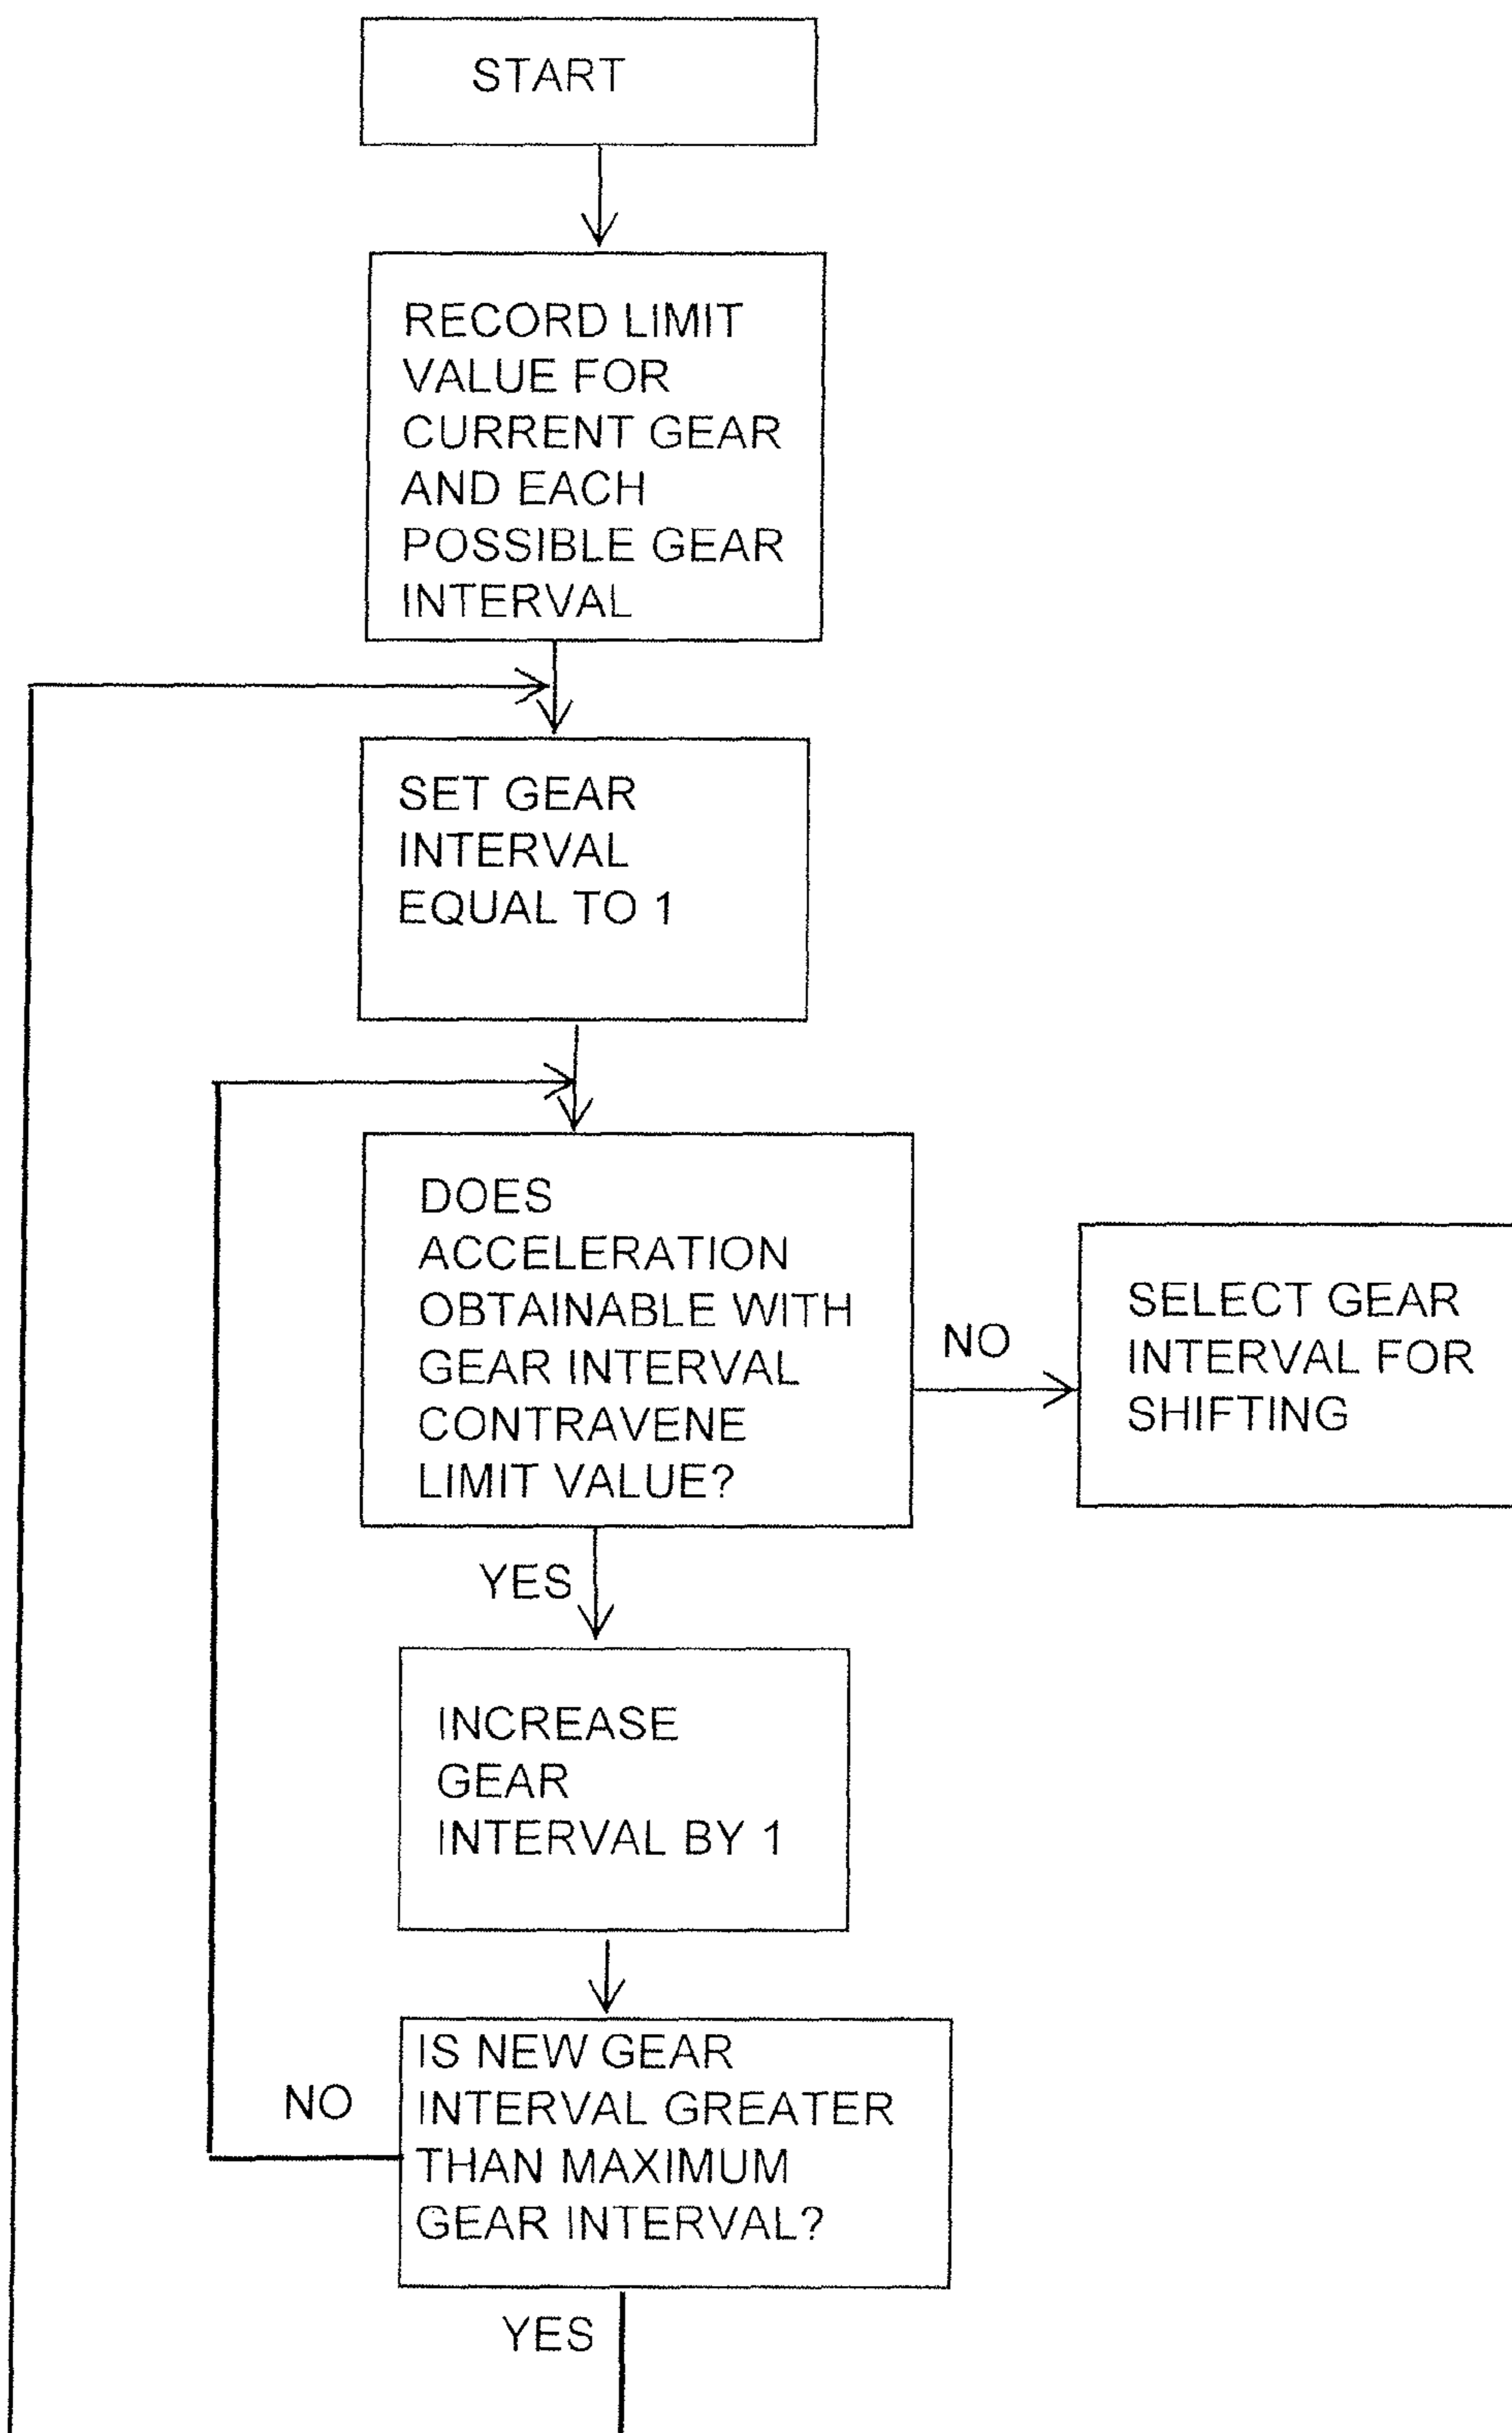 START
RECORD LIMIT
VALUE FOR
CURRENT GEAR
AND EACH
POSSIBLE GEAR
INTERVAL
SET GEAR
INTERVAL
EQUAL TO 1
DOES
ACCELERATION
OBTAINABLE WITH
GEAR INTERVAL
CONTRAVENE
LIMIT VALUE?
NO
SELECT GEAR
INTERVAL FOR
SHIFTING
YES
INCREASE
GEAR
INTERVAL BY 1
IS NEW GEAR
INTERVAL GREATER
THAN MAXIMUM
GEAR INTERVAL?
NO
YES